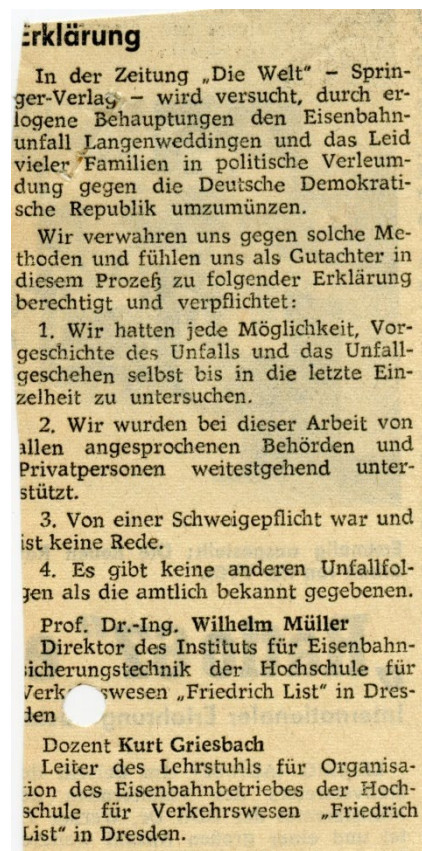 Erklärung
In der Zeitung „Die Welt“ – Sprin-
ger-Verlag – wird versucht, durch er-
logene Behauptungen den Eisenbahn-
unfall Langenweddingen und das Leid
vieler Familien in politische Verleum-
dung gegen die Deutsche Demokrati-
sche Republik umzumünzen.
Wir verwahren uns gegen solche Me-
thoden und fühlen uns als Gutachter in
diesem Prozeß zu folgender Erklärung
berechtigt und verpflichtet:
1. Wir hatten jede Möglichkeit, Vor-
geschichte des Unfalls und das Unfall-
geschehen selbst bis in die letzte Ein-
zelheit zu untersuchen.
2. Wir wurden bei dieser Arbeit von
allen angesprochenen Behörden und
Privatpersonen weitestgehend unter-
stützt.
3. Von einer Schweigepflicht war und
ist keine Rede.
4. Es gibt keine anderen Unfallfol-
gen als die amtlich bekannt gegebenen.
Prof. Dr.-Ing. Wilhelm Müller
Direktor des Instituts für Eisenbahn-
sicherungstechnik der Hochschule für
Verkehrswesen „Friedrich List“ in Dres-
den
Dozent Kurt Griesbach
Leiter des Lehrstuhls für Organisa-
tion des Eisenbahnbetriebes der Hoch-
schule für Verkehrswesen „Friedrich
List“ in Dresden.